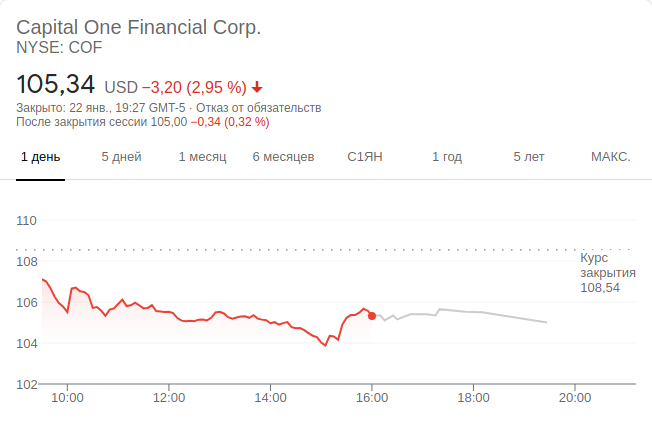 Capital One Financial Corp.
NYSE: COF
105,34 USD −3,20 (2,95 %)
Закрыто: 22 янв., 19:27 GMT-5 · Отказ от обязательств
После закрытия сессии 105,00 −0,34 (0,32 %)
1 день 5 дней 1 месяц 6 месяцев С1ЯН 1 год 5 лет МАКС.
110
108
Курс
закрытия
108,54
106
104
102
10:00 12:00 14:00 16:00 18:00 20:00